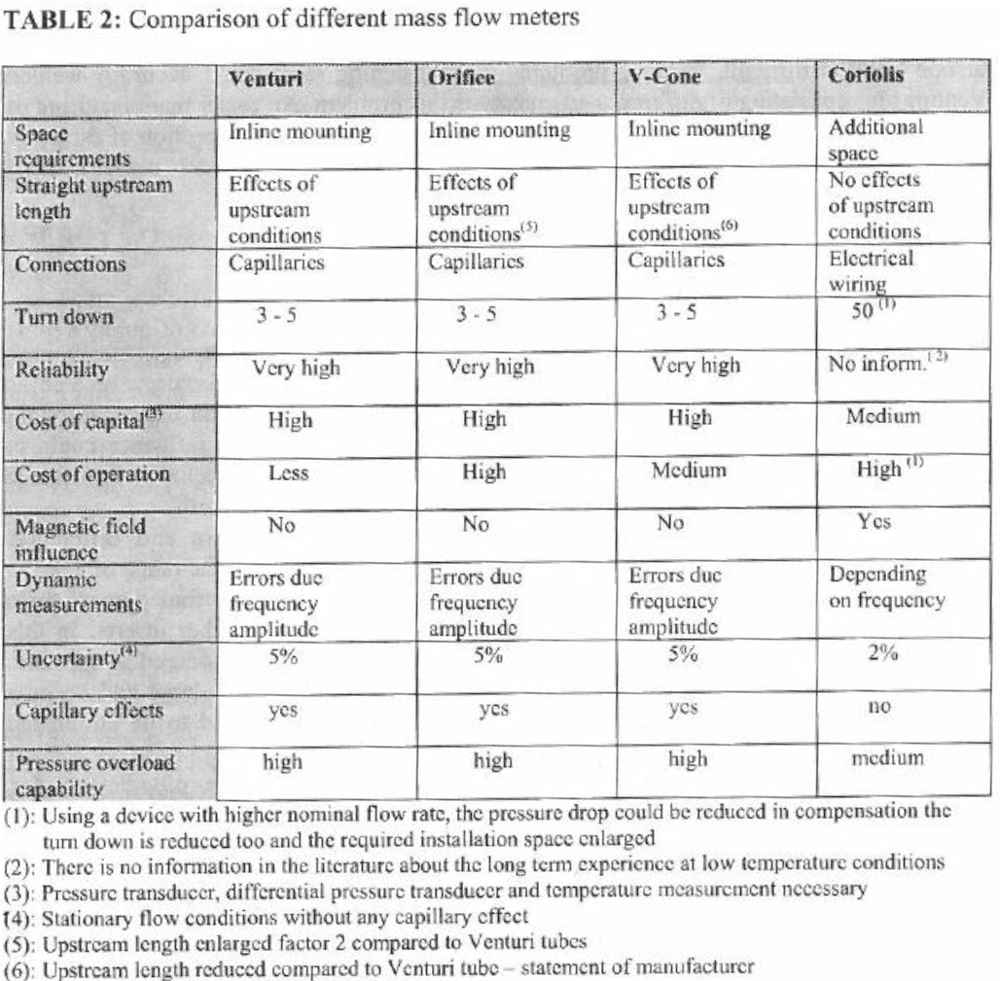 TABLE 2: Comparison of different mass flow meters
Venturi Orifice V-Cone Coriolis
Space requirements Inline mounting Inline mounting Inline mounting Additional space
Straight upstream length Effects of upstream conditions Effects of upstream conditions(5) Effects of upstream conditions(6) No effects of upstream conditions
Connections Capillaries Capillaries Capillaries Electrical wiring
Turn down 3 - 5 3 - 5 3 - 5 50 (1)
Reliability Very high Very high Very high No inform.(2)
Cost of capital(3) High High High Medium
Cost of operation Less High Medium High (1)
Magnetic field influence No No No Yes
Dynamic measurements Errors due frequency amplitude Errors due frequency amplitude Errors due frequency amplitude Depending on frequency
Uncertainty(4) 5% 5% 5% 2%
Capillary effects yes yes yes no
Pressure overload capability high high high medium
(1): Using a device with higher nominal flow rate, the pressure drop could be reduced in compensation the
turn down is reduced too and the required installation space enlarged
(2): There is no information in the literature about the long term experience at low temperature conditions
(3): Pressure transducer, differential pressure transducer and temperature measurement necessary
(4): Stationary flow conditions without any capillary effect
(5): Upstream length enlarged factor 2 compared to Venturi tubes
(6): Upstream length reduced compared to Venturi tube – statement of manufacturer